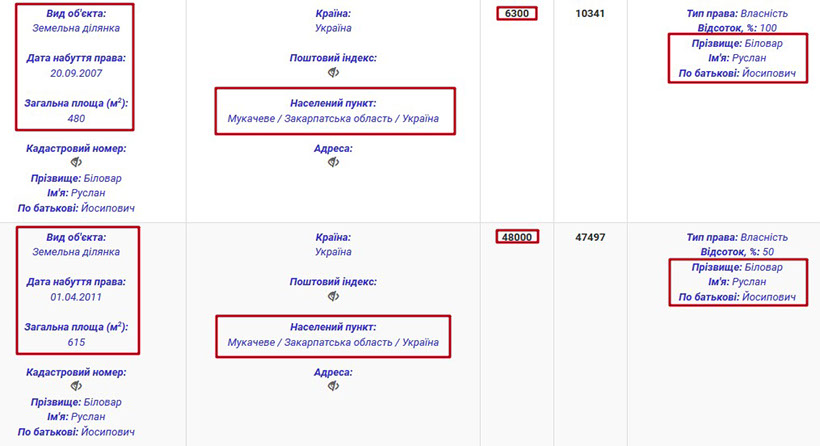 Вид об'єкта:
Земельна ділянка
Дата набуття права:
20.09.2007
Загальна площа (м²):
480
Кадастровий номер:
Прізвище: Біловар
Ім'я: Руслан
По батькові: Йосипович
Країна:
Україна
Поштовий індекс:
Населений пункт:
Мукачеве / Закарпатська область / Україна
Адреса:
6300
10341
Тип права: Власність
Відсоток, %: 100
Прізвище: Біловар
Ім'я: Руслан
По батькові: Йосипович
Вид об'єкта:
Земельна ділянка
Дата набуття права:
01.04.2011
Загальна площа (м²):
615
Кадастровий номер:
Прізвище: Біловар
Ім'я: Руслан
По батькові: Йосипович
Країна:
Україна
Поштовий індекс:
Населений пункт:
Мукачеве / Закарпатська область / Україна
Адреса:
48000
47497
Тип права: Власність
Відсоток, %: 50
Прізвище: Біловар
Ім'я: Руслан
По батькові: Йосипович